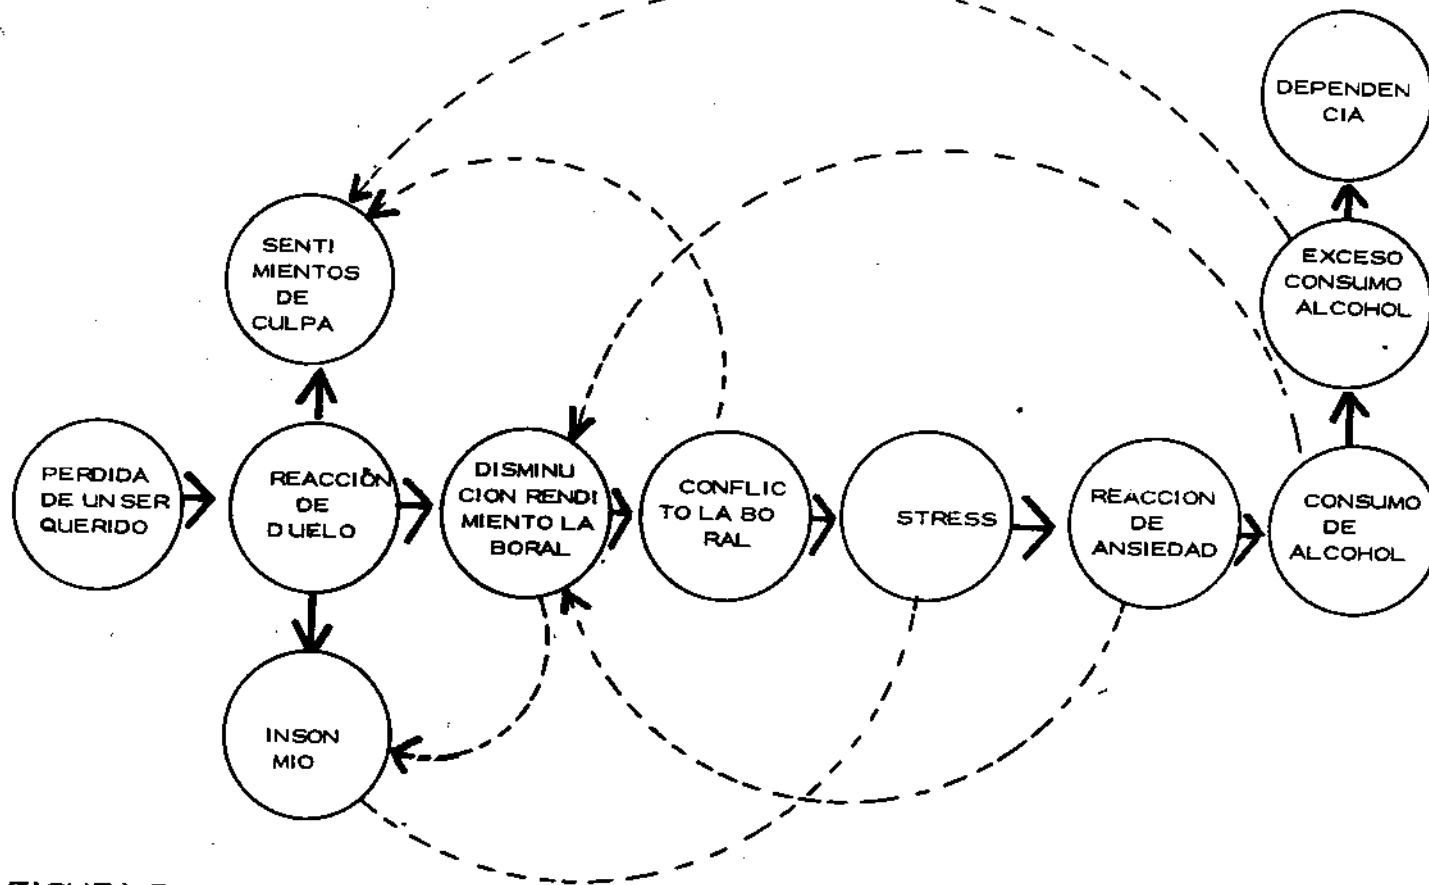 DEPENDEN
CIA
SENTI
MIENTOS
DE
CULPA
EXCESO
CONSUMO
ALCOHOL
PERDIDA
DE UN SER
QUERIDO
REACCIÓN
DE
DUELO
DISMINU
CION RENDI
MIENTO LA
BORAL
CONFLIC
TO LA BO
RAL
STRESS
REACCION
DE
ANSIEDAD
CONSUMO
DE
ALCOHOL
INSON
MIO